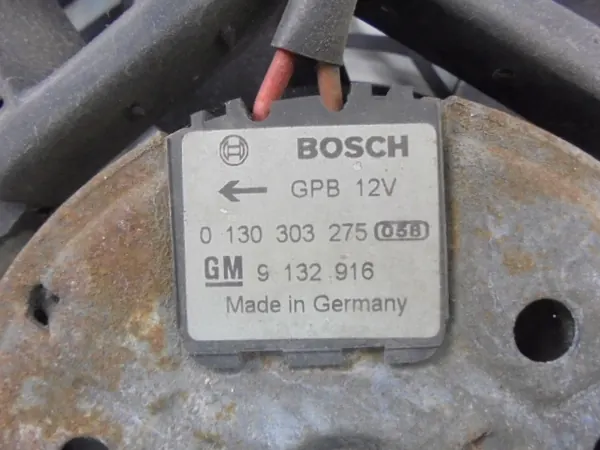 BOSCH
← GPB 12V
0 130 303 275 058
GM 9 132 916
Made in Germany